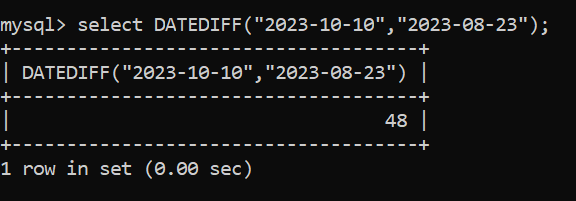 mysql> select DATEDIFF("2023-10-10","2023-08-23");
+-------------------------------------+
| DATEDIFF("2023-10-10","2023-08-23") |
+-------------------------------------+
|                                  48 |
+-------------------------------------+
1 row in set (0.00 sec)